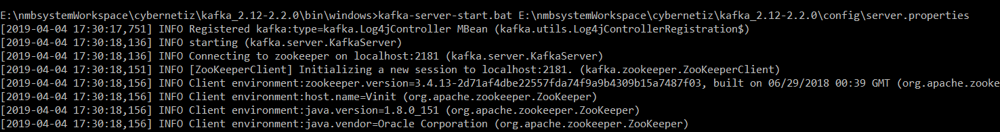 E:\nmbsystemWorkspace\cybernetiz\kafka_2.12-2.2.0\bin\windows>kafka-server-start.bat E:\nmbsystemWorkspace\cybernetiz\kafka_2.12-2.2.0\config\server.properties
[2019-04-04 17:30:17,751] INFO Registered kafka:type=kafka.Log4jController MBean (kafka.utils.Log4jControllerRegistration$)
[2019-04-04 17:30:18,136] INFO starting (kafka.server.KafkaServer)
[2019-04-04 17:30:18,136] INFO Connecting to zookeeper on localhost:2181 (kafka.server.KafkaServer)
[2019-04-04 17:30:18,151] INFO [ZooKeeperClient] Initializing a new session to localhost:2181. (kafka.zookeeper.ZooKeeperClient)
[2019-04-04 17:30:18,156] INFO Client environment:zookeeper.version=3.4.13-2d71af4dbe22557fda74f9a9b4309b15a7487f03, built on 06/29/2018 00:39 GMT (org.apache.zooke
[2019-04-04 17:30:18,156] INFO Client environment:host.name=Vinit (org.apache.zookeeper.ZooKeeper)
[2019-04-04 17:30:18,156] INFO Client environment:java.version=1.8.0_151 (org.apache.zookeeper.ZooKeeper)
[2019-04-04 17:30:18,156] INFO Client environment:java.vendor=Oracle Corporation (org.apache.zookeeper.ZooKeeper)